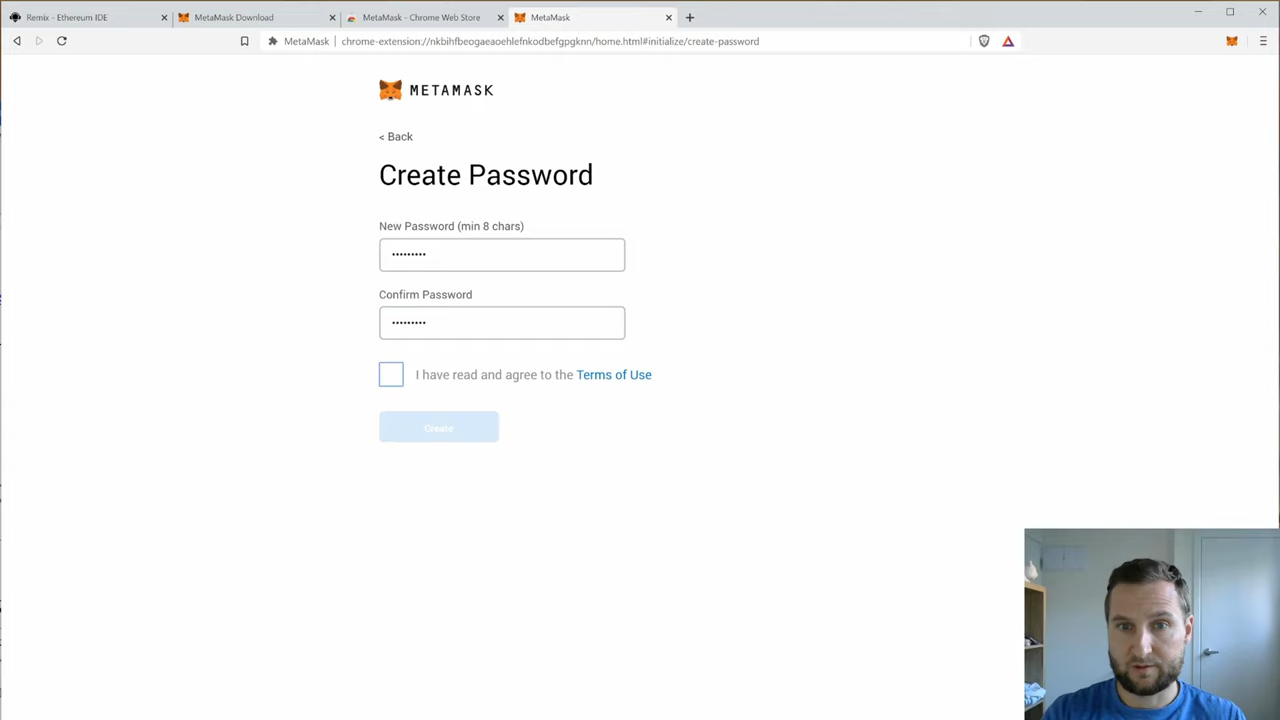 Remix - Ethereum IDE
MetaMask Download
MetaMask - Chrome Web Store
MetaMask
MetaMask
chrome-extension://nkbihfbeogaeaoehlefnkodbefgpgknn/home.html#initialize/create-password
METAMASK
< Back
Create Password
New Password (min 8 chars)
•••••••••
Confirm Password
•••••••••
I have read and agree to the Terms of Use
Create